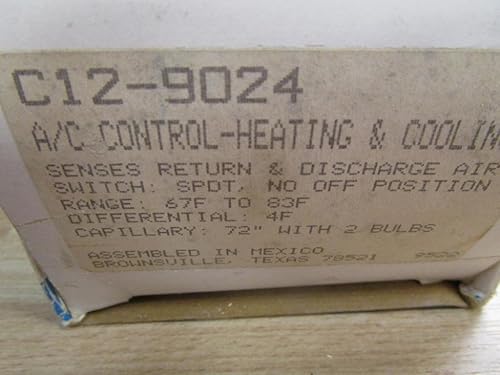 C12-9024
A/C CONTROL-HEATING & COOLIN
SENSES RETURN & DISCHARGE AIR
SWITCH: SPDT, NO OFF POSITION
RANGE: 67F TO 83F
DIFFERENTIAL: 4F
CAPILLARY: 72" WITH 2 BULBS
ASSEMBLED IN MEXICO
BROWNSVILLE, TEXAS 78521